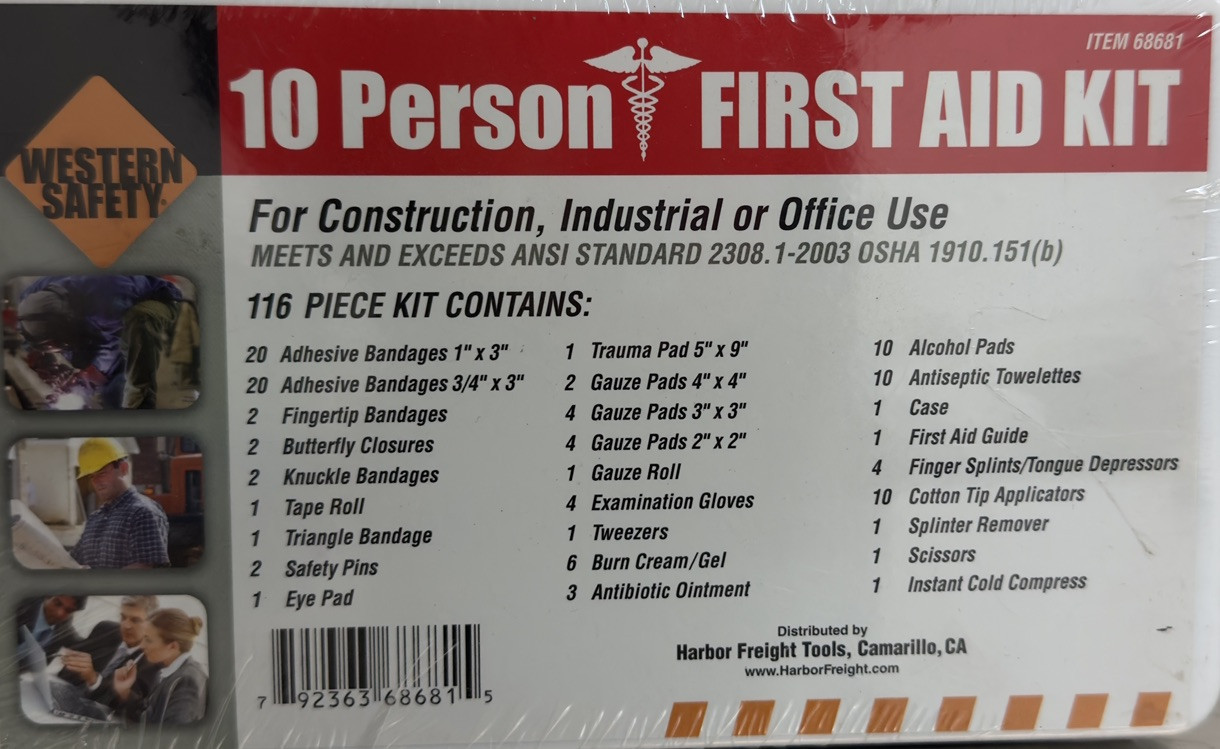 ITEM 68681
10 Person FIRST AID KIT
WESTERN
SAFETY®
For Construction, Industrial or Office Use
MEETS AND EXCEEDS ANSI STANDARD 2308.1-2003 OSHA 1910.151(b)
116 PIECE KIT CONTAINS:
20 Adhesive Bandages 1" x 3"
20 Adhesive Bandages 3/4" x 3"
2 Fingertip Bandages
2 Butterfly Closures
2 Knuckle Bandages
1 Tape Roll
1 Triangle Bandage
2 Safety Pins
1 Eye Pad
1 Trauma Pad 5" x 9"
2 Gauze Pads 4" x 4"
4 Gauze Pads 3" x 3"
4 Gauze Pads 2" x 2"
1 Gauze Roll
4 Examination Gloves
1 Tweezers
6 Burn Cream/Gel
3 Antibiotic Ointment
10 Alcohol Pads
10 Antiseptic Towelettes
1 Case
1 First Aid Guide
4 Finger Splints/Tongue Depressors
10 Cotton Tip Applicators
1 Splinter Remover
1 Scissors
1 Instant Cold Compress
7 92363 68681 5
Distributed by
Harbor Freight Tools, Camarillo, CA
www.HarborFreight.com